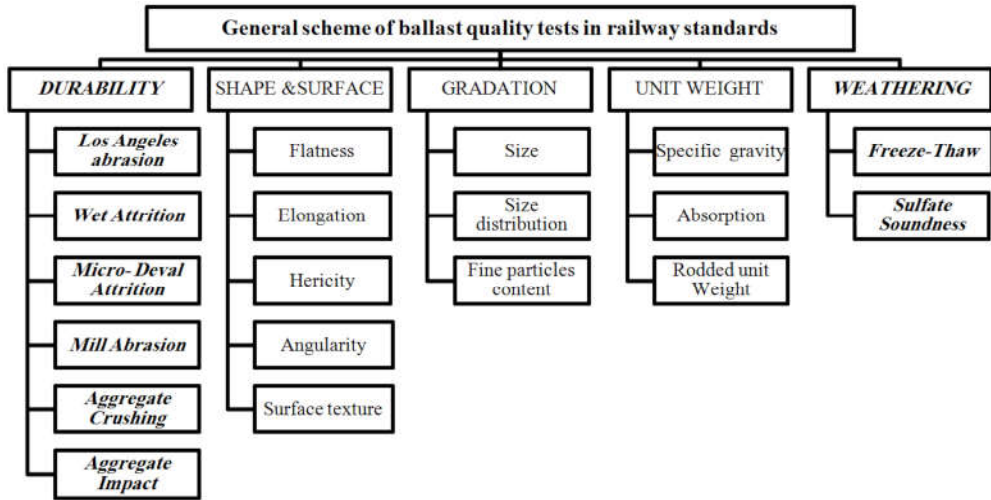 General scheme of ballast quality tests in railway standards
DURABILITY
SHAPE &SURFACE
GRADATION
UNIT WEIGHT
WEATHERING
Los Angeles
abrasion
Wet Attrition
Micro- Deval
Attrition
Mill Abrasion
Aggregate
Crushing
Aggregate
Impact
Flatness
Elongation
Hericity
Angularity
Surface texture
Size
Size
distribution
Fine particles
content
Specific gravity
Absorption
Rodded unit
Weight
Freeze-Thaw
Sulfate
Soundness